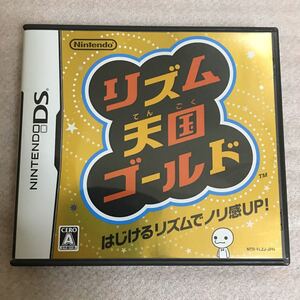 Nintendo
NINTENDO DS
リズム
てんごく
天国
ゴールド
TM
はじけるリズムでノリ感UP!
CERO
A
NTR-YLZJ-JPN